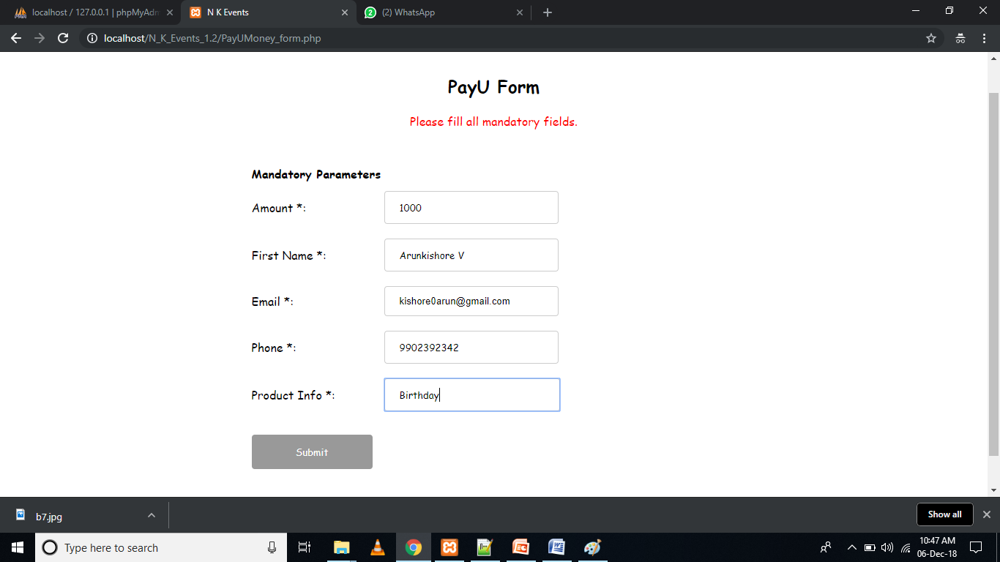 localhost / 127.0.0.1 | phpMyAdm
N K Events
(2) WhatsApp
localhost/N_K_Events_1.2/PayUMoney_form.php
PayU Form
Please fill all mandatory fields.
Mandatory Parameters
Amount *: 1000
First Name *: Arunkishore V
Email *: kishore0arun@gmail.com
Phone *: 9902392342
Product Info *: Birthday
Submit
b7.jpg
Show all
Type here to search
10:47 AM
06-Dec-18